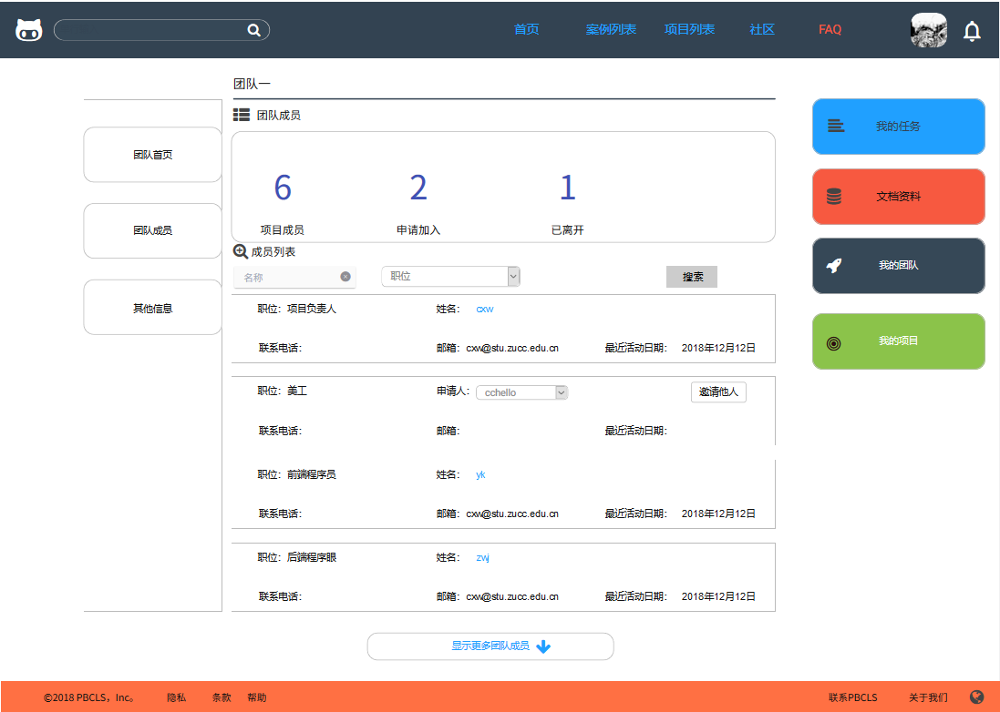 首页 案例列表 项目列表 社区 FAQ
团队一
团队成员
团队首页
团队成员
其他信息
6 2 1
项目成员 申请加入 已离开
成员列表
名称 职位 搜索
职位：项目负责人 姓名： cxw
联系电话： 邮箱：cxw@stu.zucc.edu.cn 最近活动日期： 2018年12月12日
职位：美工 申请人： cchello 邀请他人
联系电话： 邮箱： 最近活动日期：
职位：前端程序员 姓名： yk
联系电话： 邮箱：cxw@stu.zucc.edu.cn 最近活动日期： 2018年12月12日
职位：后端程序眼 姓名： zwj
联系电话： 邮箱：cxw@stu.zucc.edu.cn 最近活动日期： 2018年12月12日
显示更多团队成员
我的任务
文档资料
我的团队
我的项目
©2018 PBCLS，Inc。 隐私 条款 帮助 联系PBCLS 关于我们